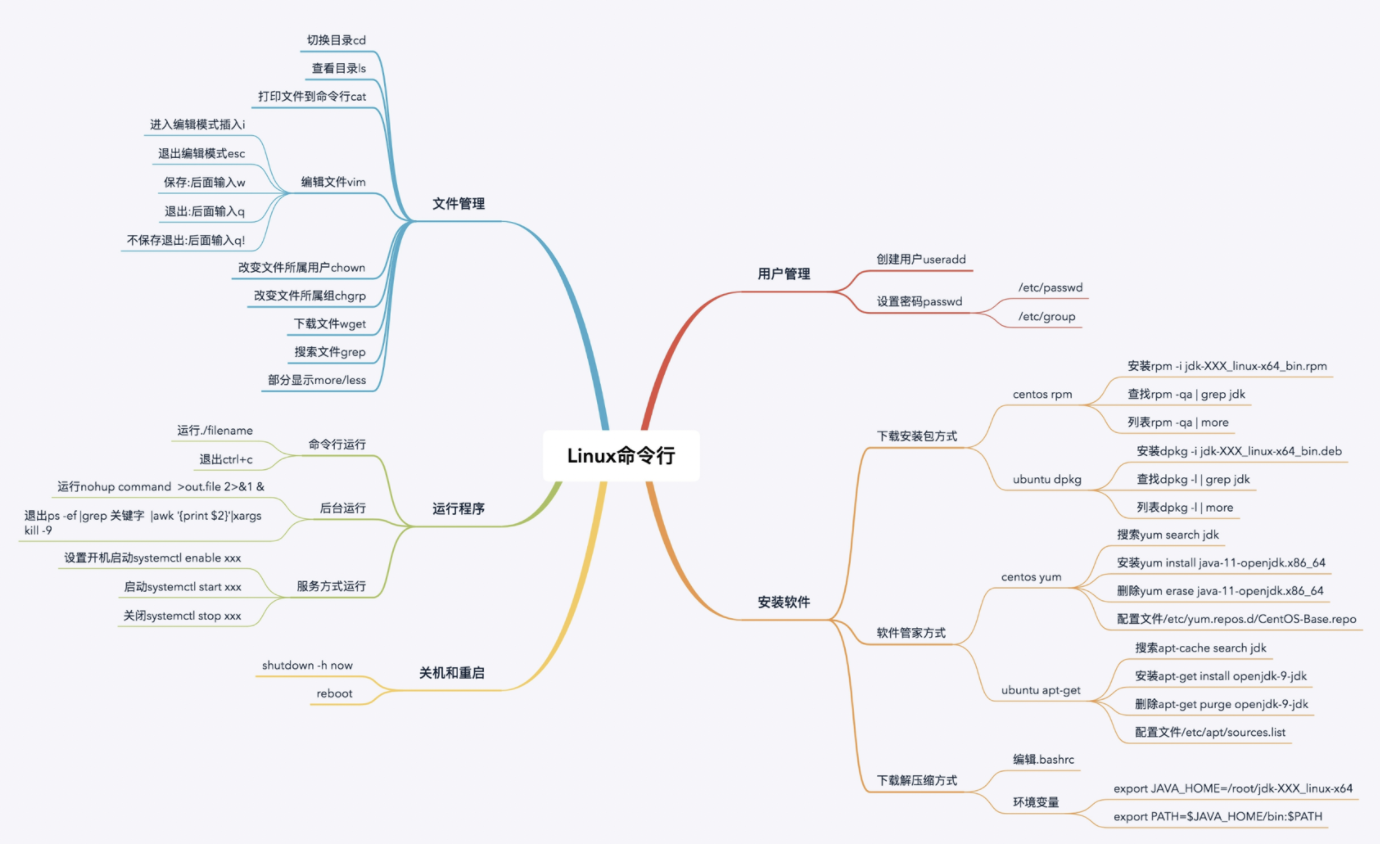 Linux命令行
用户管理
创建用户useradd
设置密码passwd
/etc/passwd
/etc/group
安装软件
下载安装包方式
centos rpm
安装rpm -i jdk-XXX_linux-x64_bin.rpm
查找rpm -qa | grep jdk
列表rpm -qa | more
ubuntu dpkg
安装dpkg -i jdk-XXX_linux-x64_bin.deb
查找dpkg -l | grep jdk
列表dpkg -l | more
软件管家方式
centos yum
搜索yum search jdk
安装yum install java-11-openjdk.x86_64
删除yum erase java-11-openjdk.x86_64
配置文件/etc/yum.repos.d/CentOS-Base.repo
ubuntu apt-get
搜索apt-cache search jdk
安装apt-get install openjdk-9-jdk
删除apt-get purge openjdk-9-jdk
配置文件/etc/apt/sources.list
下载解压缩方式
编辑.bashrc
环境变量
export JAVA_HOME=/root/jdk-XXX_linux-x64
export PATH=$JAVA_HOME/bin:$PATH
文件管理
切换目录cd
查看目录ls
打印文件到命令行cat
编辑文件vim
进入编辑模式插入i
退出编辑模式esc
保存:后面输入w
退出:后面输入q
不保存退出:后面输入q!
改变文件所属用户chown
改变文件所属组chgrp
下载文件wget
搜索文件grep
部分显示more/less
运行程序
命令行运行
运行./filename
退出ctrl+c
后台运行
运行nohup command  >out.file 2>&1 &
退出ps -ef |grep 关键字  |awk '{print $2}'|xargs
kill -9
服务方式运行
设置开机启动systemctl enable xxx
启动systemctl start xxx
关闭systemctl stop xxx
关机和重启
shutdown -h now
reboot